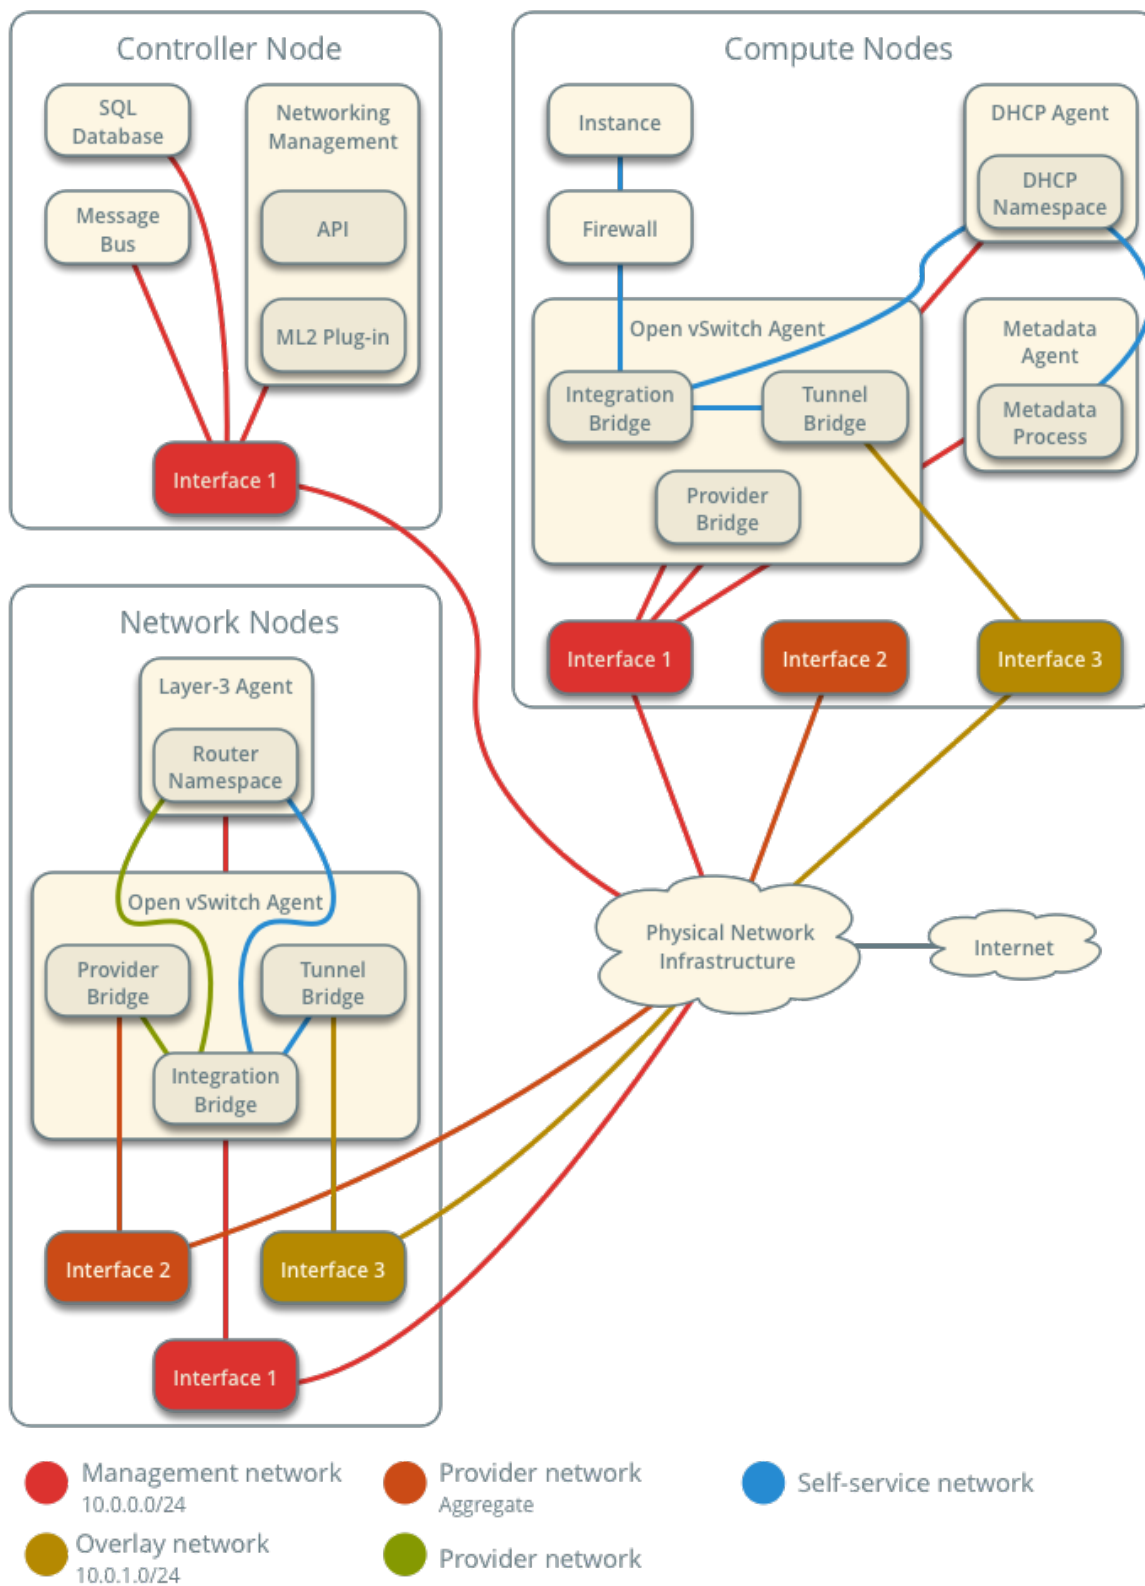 Controller Node
SQL
Database
Networking
Management
Message
Bus
API
ML2 Plug-in
Interface 1
Compute Nodes
Instance
DHCP Agent
DHCP
Namespace
Firewall
Open vSwitch Agent
Metadata
Agent
Integration
Bridge
Tunnel
Bridge
Metadata
Process
Provider
Bridge
Interface 1
Interface 2
Interface 3
Network Nodes
Layer-3 Agent
Router
Namespace
Open vSwitch Agent
Provider
Bridge
Tunnel
Bridge
Integration
Bridge
Interface 2
Interface 3
Interface 1
Physical Network
Infrastructure
Internet
Management network
10.0.0.0/24
Provider network
Aggregate
Self-service network
Overlay network
10.0.1.0/24
Provider network